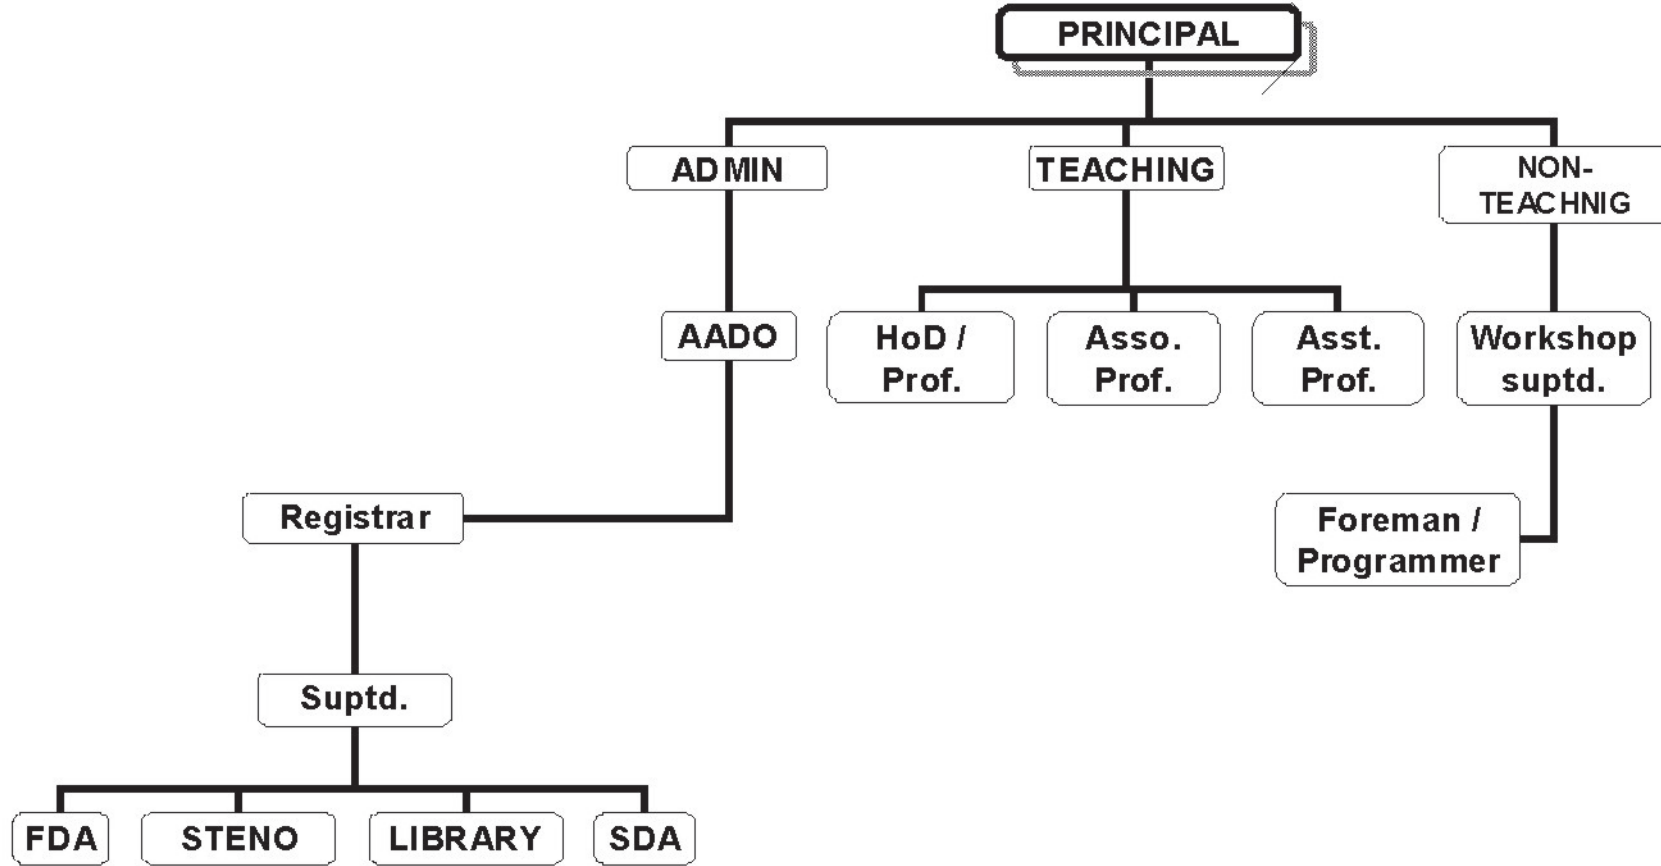 PRINCIPAL
ADMIN
TEACHING
NON-
TEACHNIG
AADO
HoD /
Prof.
Asso.
Prof.
Asst.
Prof.
Workshop
suptd.
Registrar
Foreman /
Programmer
Suptd.
FDA
STENO
LIBRARY
SDA